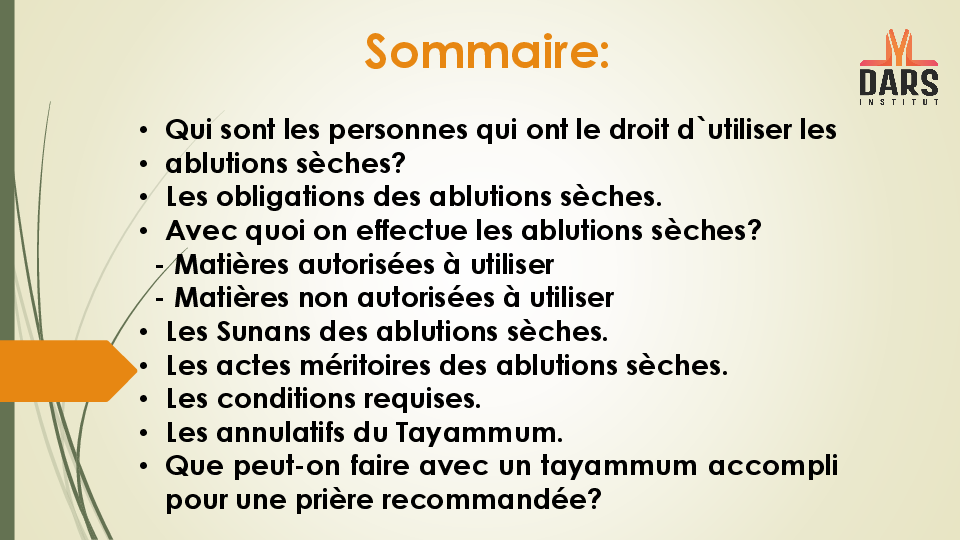 Sommaire:
DARS
INSTITUT
• Qui sont les personnes qui ont le droit d`utiliser les
• ablutions sèches?
• Les obligations des ablutions sèches.
• Avec quoi on effectue les ablutions sèches?
- Matières autorisées à utiliser
- Matières non autorisées à utiliser
• Les Sunans des ablutions sèches.
• Les actes méritoires des ablutions sèches.
• Les conditions requises.
• Les annulatifs du Tayammum.
• Que peut-on faire avec un tayammum accompli
pour une prière recommandée?